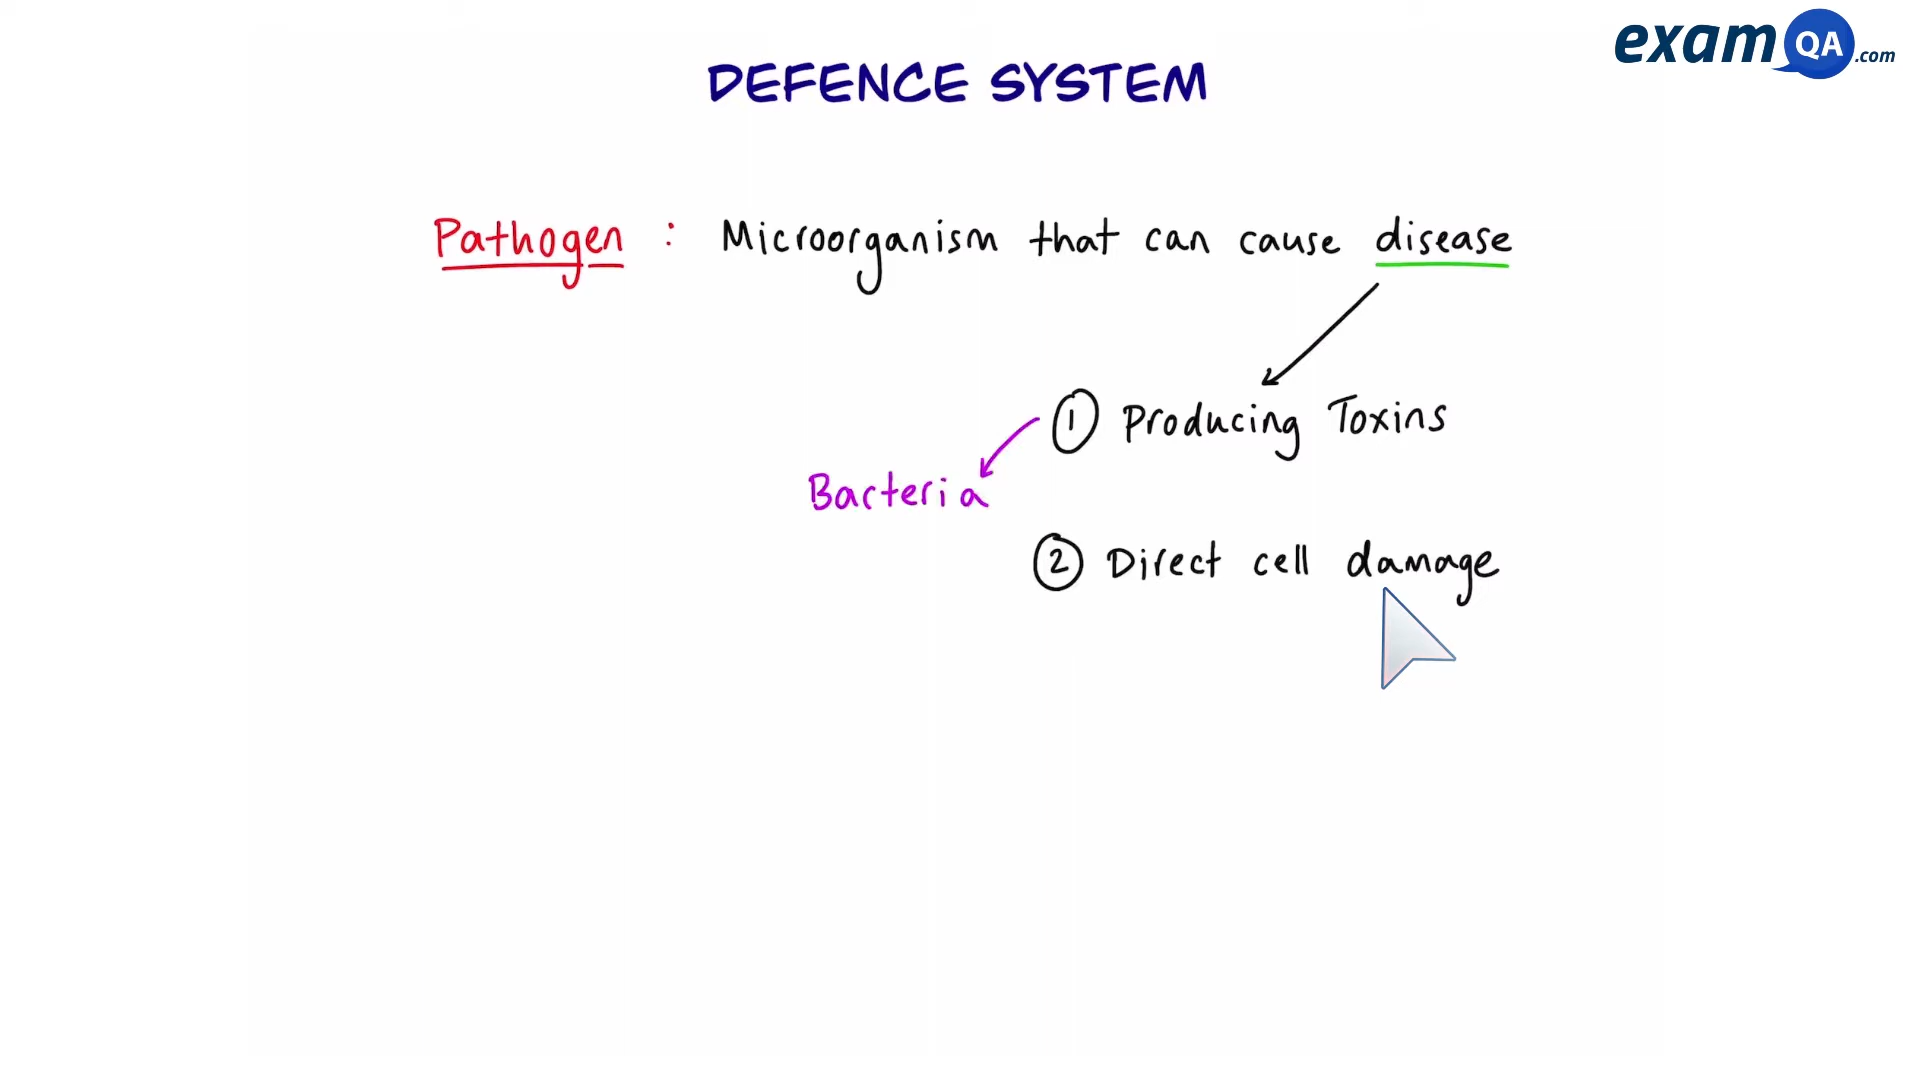 examQA.com
DEFENCE SYSTEM
Pathogen : Microorganism that can cause disease
① Producing Toxins
Bacteria
② Direct cell damage